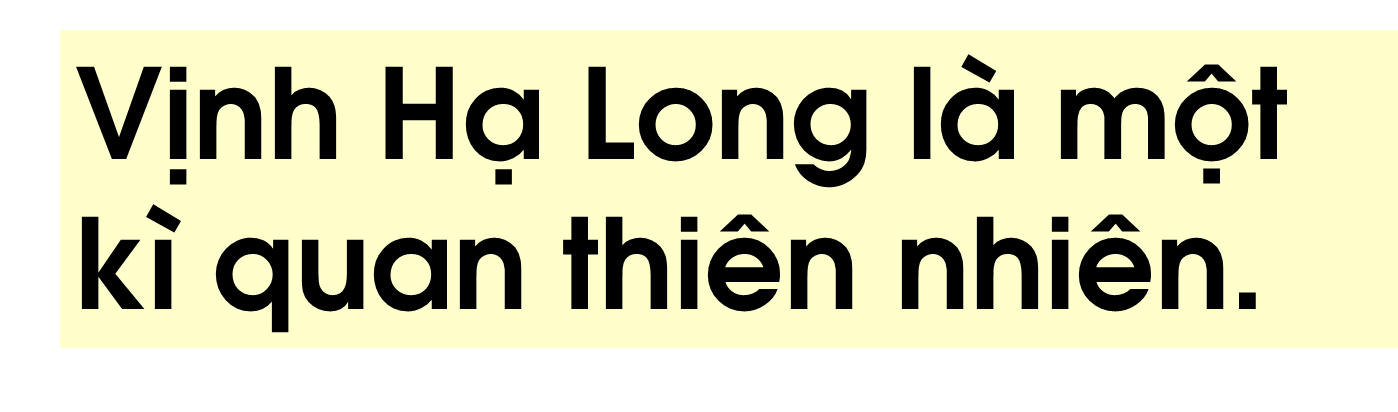 Vịnh Hạ Long là một
kì quan thiên nhiên.